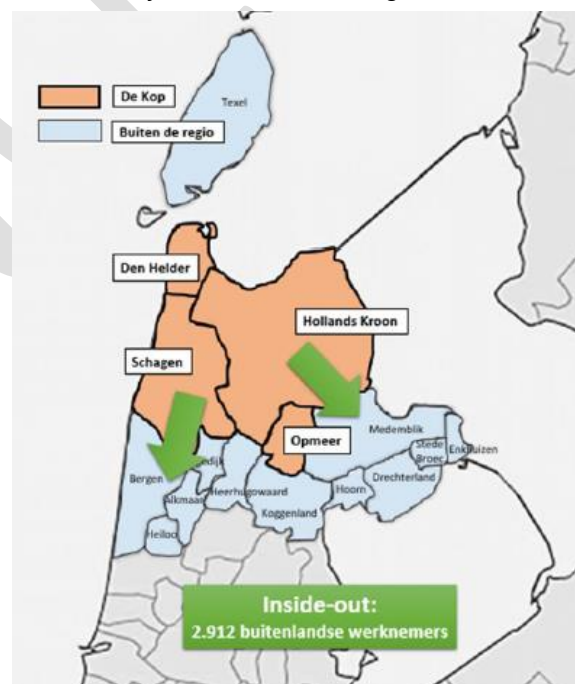 De Kop
Buiten de regio
Texel
Den Helder
Hollands Kroon
Schagen
Opmeer
Medemblik
Stede
Broec
Enkhuizen
Bergen
Drechterland
Alkmaar
Heerhugowaard
Hoorn
Koggenland
Heiloo
Inside-out:
2.912 buitenlandse werknemers